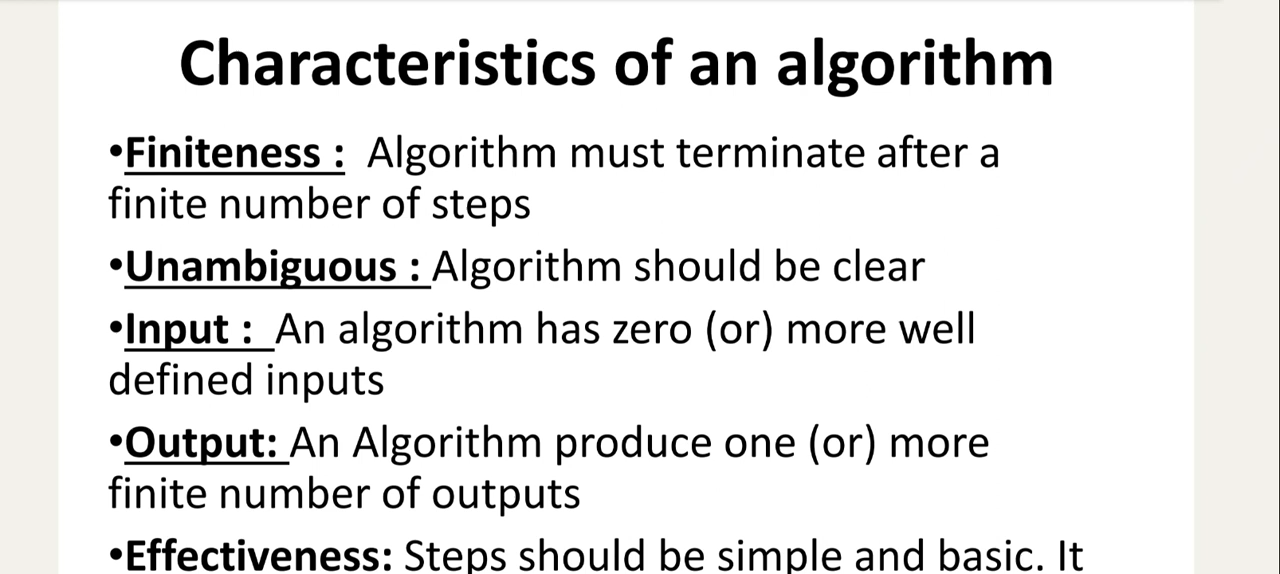 Characteristics of an algorithm
•Finiteness :  Algorithm must terminate after a
finite number of steps
•Unambiguous : Algorithm should be clear
•Input :  An algorithm has zero (or) more well
defined inputs
•Output: An Algorithm produce one (or) more
finite number of outputs
•Effectiveness: Steps should be simple and basic. It